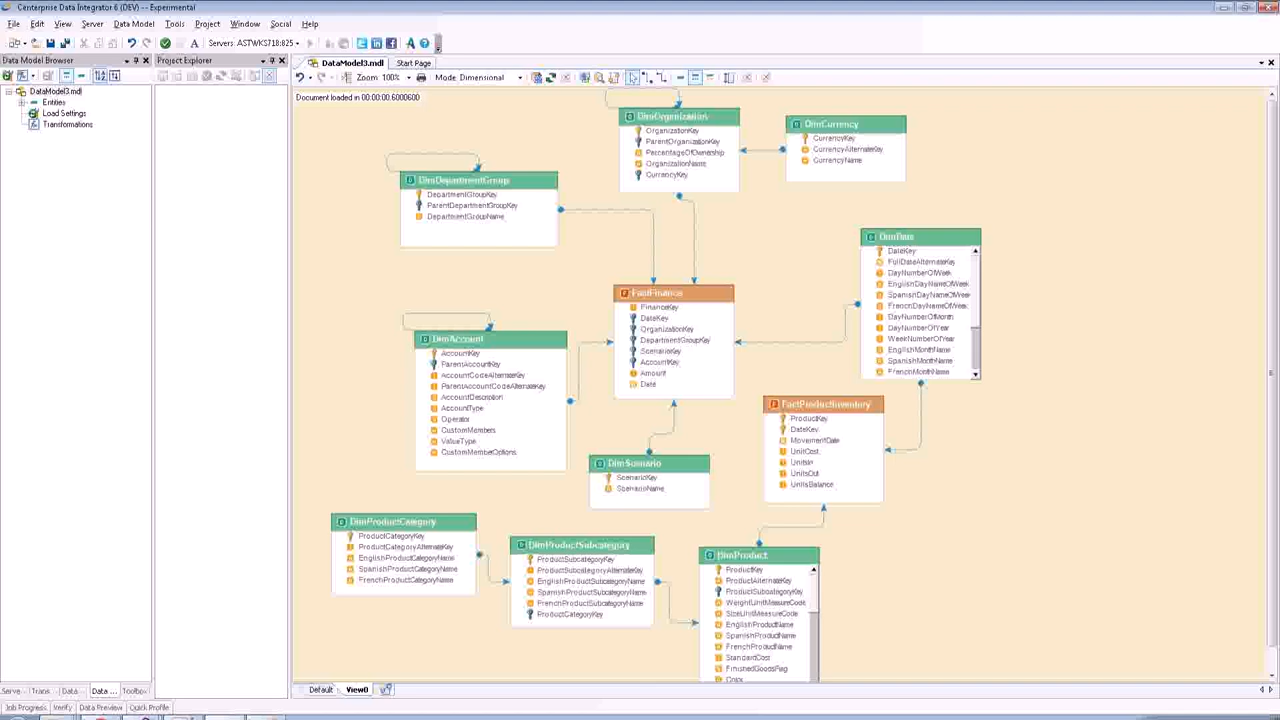 Centerprise Data Integrator 6 (DEV) -- Experimental
File Edit View Server Data Model Tools Project Window Social Help
Servers: ASTWKS718:825
Data Model Browser
Project Explorer
DataModel3.mdl Start Page
DataModel3.mdl
Entities
Load Settings
Transformations
Zoom 100% Mode: Dimensional
Document loaded in 00:00:00.6000600
DimOrganization
OrganizationKey
ParentOrganizationKey
PercentageOfOwnership
OrganizationName
CurrencyKey
DimCurrency
CurrencyKey
CurrencyAlternateKey
CurrencyName
DimDepartmentGroup
DepartmentGroupKey
ParentDepartmentGroupKey
DepartmentGroupName
DimDate
DateKey
FullDateAlternateKey
DayNumberOfWeek
EnglishDayNameOfWeek
SpanishDayNameOfWeek
FrenchDayNameOfWeek
DayNumberOfMonth
DayNumberOfYear
WeekNumberOfYear
EnglishMonthName
SpanishMonthName
FrenchMonthName
FactFinance
FinanceKey
DateKey
OrganizationKey
DepartmentGroupKey
ScenarioKey
AccountKey
Amount
Date
DimAccount
AccountKey
ParentAccountKey
AccountCodeAlternateKey
ParentAccountCodeAlternateKey
AccountDescription
AccountType
Operator
CustomMembers
ValueType
CustomMemberOptions
FactProductInventory
ProductKey
DateKey
MovementDate
UnitCost
UnitsIn
UnitsOut
UnitsBalance
DimScenario
ScenarioKey
ScenarioName
DimProductCategory
ProductCategoryKey
ProductCategoryAlternateKey
EnglishProductCategoryName
SpanishProductCategoryName
FrenchProductCategoryName
DimProductSubcategory
ProductSubcategoryKey
ProductSubcategoryAlternateKey
EnglishProductSubcategoryName
SpanishProductSubcategoryName
FrenchProductSubcategoryName
ProductCategoryKey
DimProduct
ProductKey
ProductAlternateKey
ProductSubcategoryKey
WeightUnitMeasureCode
SizeUnitMeasureCode
EnglishProductName
SpanishProductName
FrenchProductName
StandardCost
FinishedGoodsFlag
Color
Serve Trans Data Data ... Toolbox
Default View0
Job Progress Verify Data Preview Quick Profile